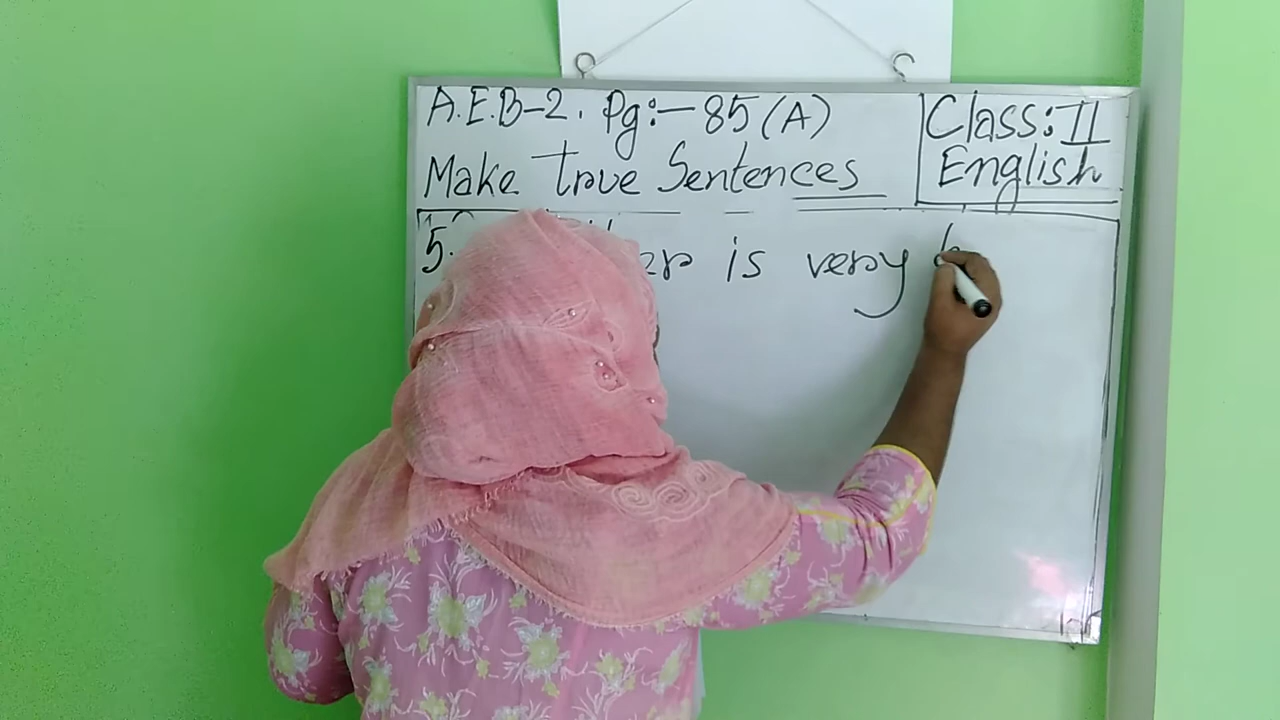 A.E.B-2. Pg:- 85 (A)
Make true Sentences
Class: II
English
5. is very